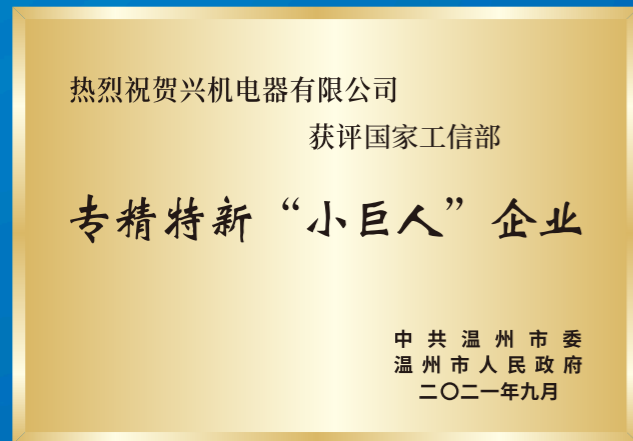 热烈祝贺兴机电器有限公司
获评国家工信部
专精特新“小巨人”企业
中共温州市委
温州市人民政府
二〇二一年九月